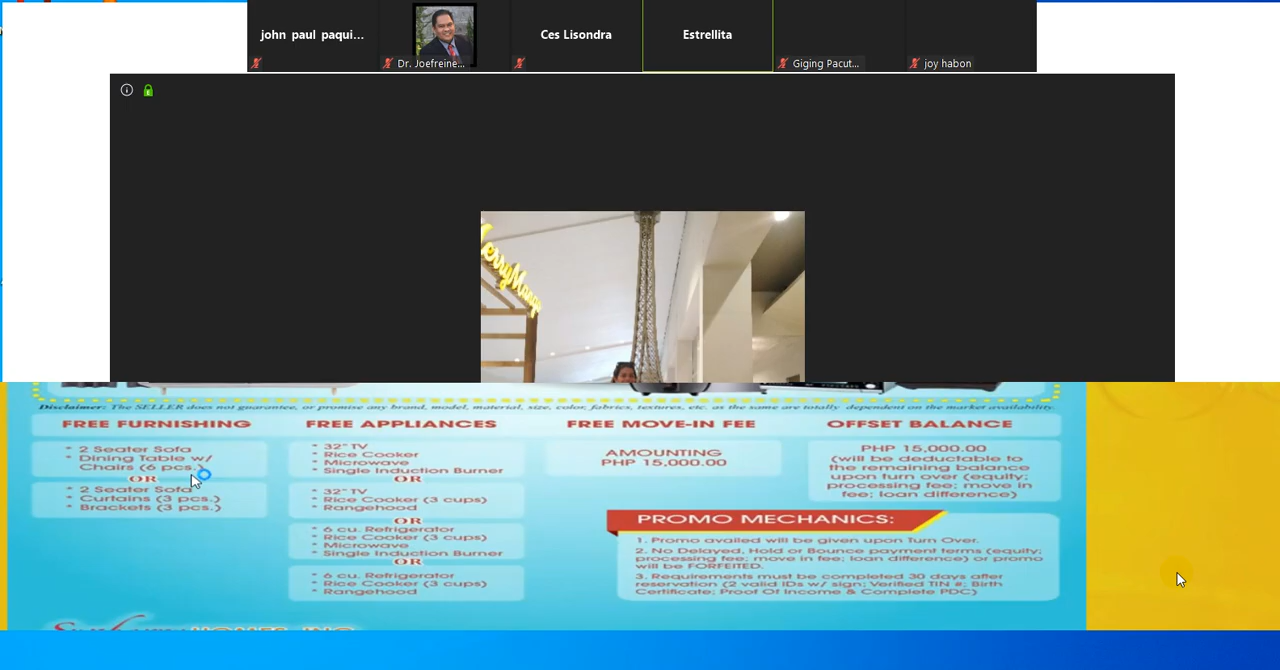 john paul paqui...
Dr. Joefreine...
Ces Lisondra
Estrellita
Giging Pacut...
joy habon
Disclaimer: The SELLER does not guarantee, or promise any brand, model, material, size, color, fabrics, textures, etc. as the same are totally dependent on the market availability.
FREE FURNISHING
* 2 Seater Sofa
* Dining Table w/
Chairs (6 pcs.)
OR
* 2 Seater Sofa
* Curtains (3 pcs.)
* Brackets (3 pcs.)
FREE APPLIANCES
* 32" TV
* Rice Cooker
* Microwave
* Single Induction Burner
OR
* 32" TV
* Rice Cooker (3 cups)
* Rangehood
OR
* 6 cu. Refrigerator
* Rice Cooker (3 cups)
* Microwave
* Single Induction Burner
OR
* 6 cu. Refrigerator
* Rice Cooker (3 cups)
* Rangehood
FREE MOVE-IN FEE
AMOUNTING
PHP 15,000.00
OFFSET BALANCE
PHP 15,000.00
(will be deductable to
the remaining balance
upon turn over (equity;
processing fee; move in
fee; loan difference)
PROMO MECHANICS:
1. Promo availed will be given upon Turn Over.
2. No Delayed, Hold or Bounce payment terms (equity;
processing fee; move in fee; loan difference) or promo
will be FORFEITED.
3. Requirements must be completed 30 days after
reservation (2 valid IDs w/ sign; Verified TIN #; Birth
Certificate; Proof Of Income & Complete PDC)
HOMES, INC